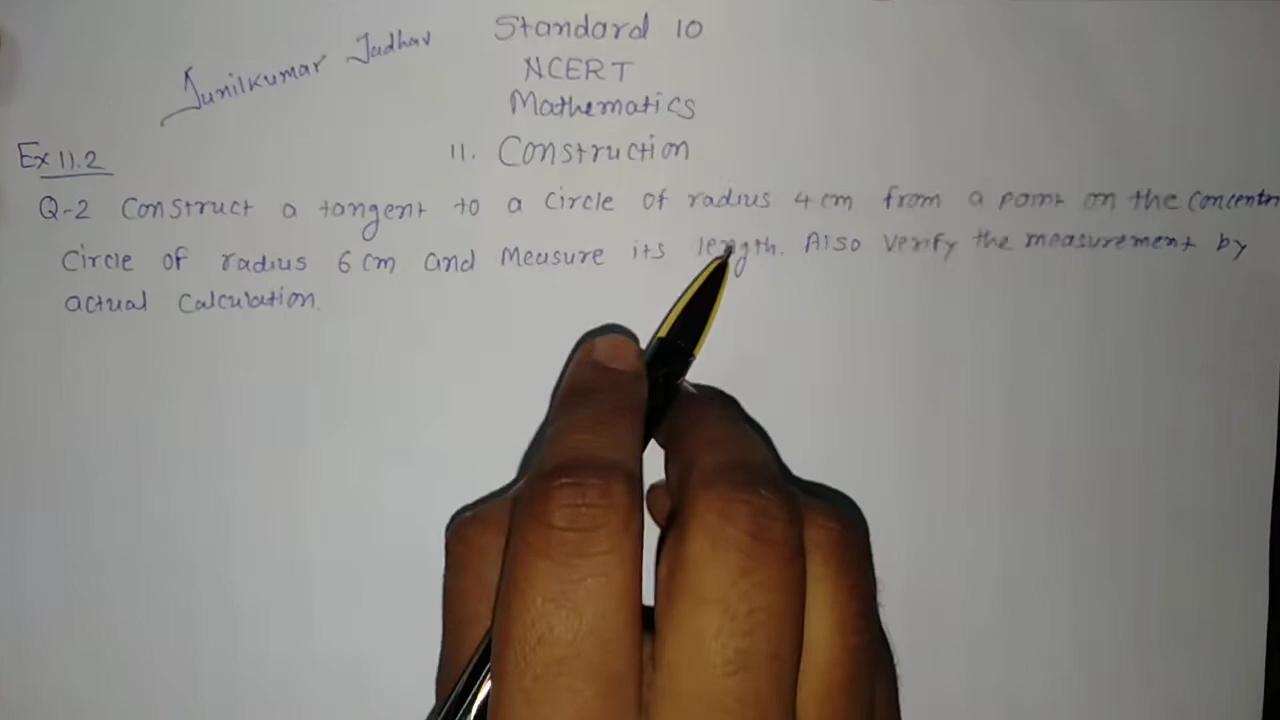 Sunilkumar Jadhav
Standard 10
NCERT
Mathematics
Ex 11.2
11. Construction
Q-2 Construct a tangent to a circle of radius 4 cm from a point on the concentri
Circle of radius 6 cm and Measure its length. Also verify the measurement by
actual calculation.